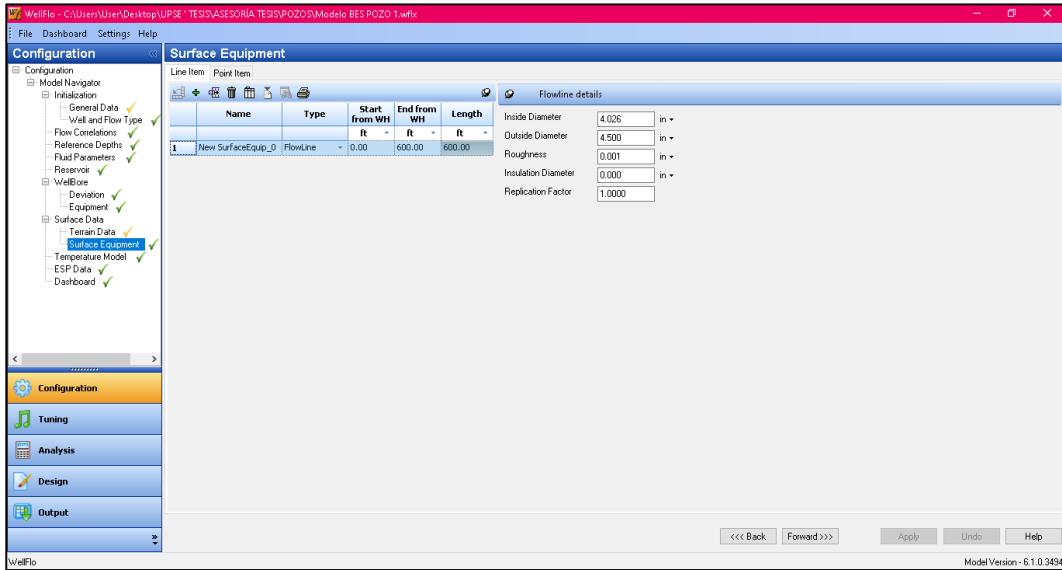 WellFlo - C:\Users\User\Desktop\UPSE ' TESIS\ASESORÍA TESIS\POZOS\Modelo BES POZO 1.wflx
File Dashboard Settings Help
Configuration
Configuration
Model Navigator
Initialization
General Data
Well and Flow Type
Flow Correlations
Reference Depths
Fluid Parameters
Reservoir
WellBore
Deviation
Equipment
Surface Data
Terrain Data
Surface Equipment
Temperature Model
ESP Data
Dashboard
Configuration
Tuning
Analysis
Design
Output
Surface Equipment
Line Item Point Item
Name Type Start from WH End from WH Length
ft ft ft
1 New SurfaceEquip_0 FlowLine 0.00 600.00 600.00
Flowline details
Inside Diameter 4.026 in
Outside Diameter 4.500 in
Roughness 0.001 in
Insulation Diameter 0.000 in
Replication Factor 1.0000
<<< Back Forward >>> Apply Undo Help
WellFlo Model Version - 6.1.0.3494